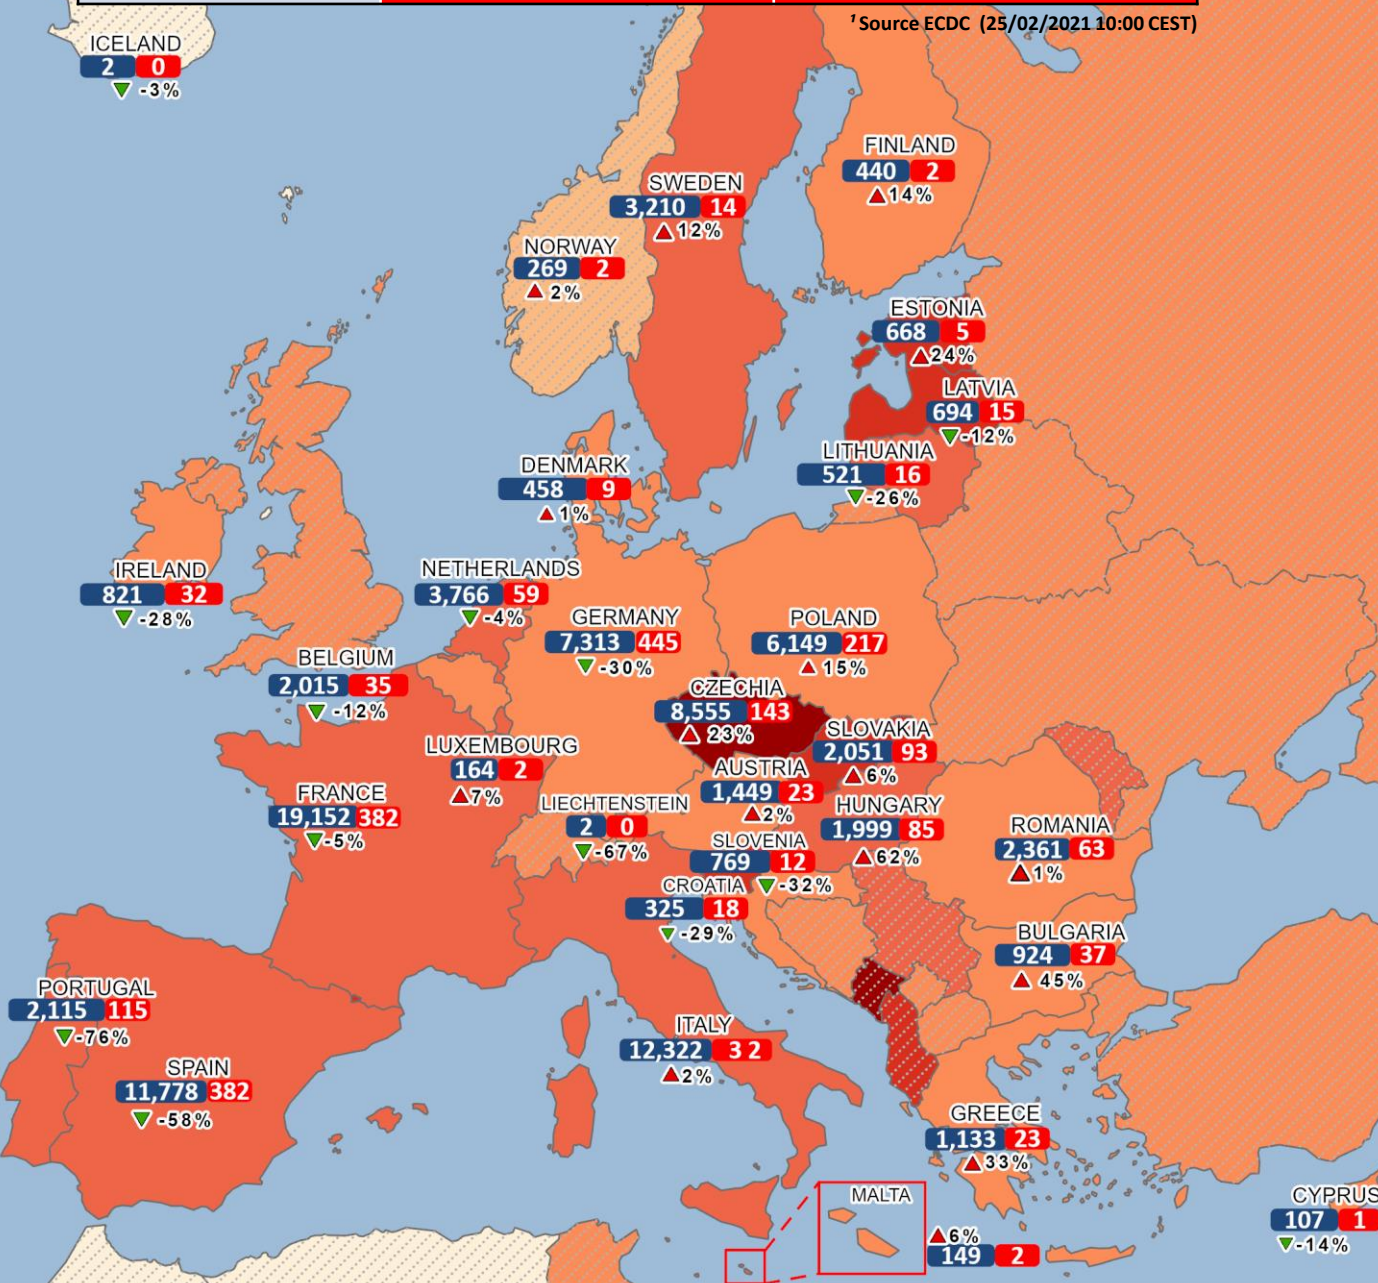 ¹ Source ECDC (25/02/2021 10:00 CEST)
ICELAND
2 0
-3%
FINLAND
440 2
14%
SWEDEN
3,210 14
12%
NORWAY
269 2
2%
ESTONIA
668 5
24%
LATVIA
694 15
-12%
LITHUANIA
521 16
-26%
DENMARK
458 9
1%
IRELAND
821 32
-28%
NETHERLANDS
3,766 59
-4%
GERMANY
7,313 445
-30%
POLAND
6,149 217
15%
BELGIUM
2,015 35
-12%
CZECHIA
8,555 143
23%
SLOVAKIA
2,051 93
6%
LUXEMBOURG
164 2
7%
AUSTRIA
1,449 23
2%
FRANCE
19,152 382
-5%
LIECHTENSTEIN
2 0
-67%
HUNGARY
1,999 85
62%
SLOVENIA
769 12
-32%
ROMANIA
2,361 63
1%
CROATIA
325 18
-29%
BULGARIA
924 37
45%
PORTUGAL
2,115 115
-76%
ITALY
12,322 3 2
2%
SPAIN
11,778 382
-58%
GREECE
1,133 23
33%
MALTA
6%
149 2
CYPRUS
107 1
-14%